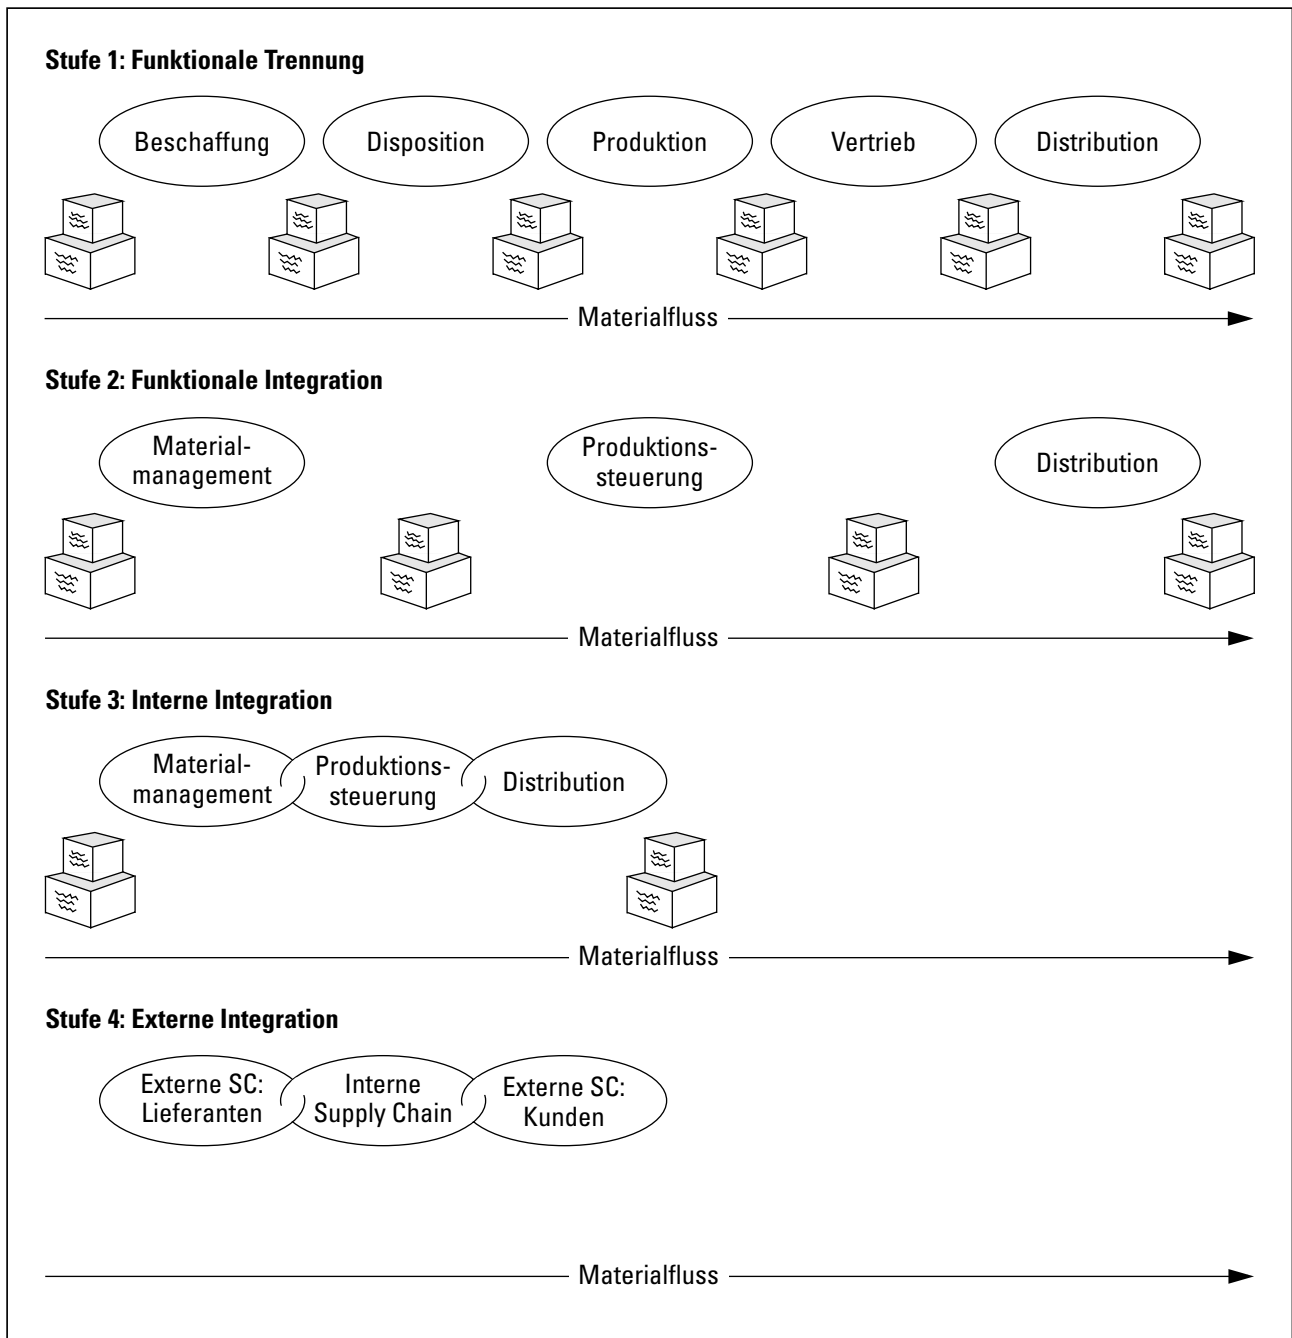 Stufe 1: Funktionale Trennung
Beschaffung
Disposition
Produktion
Vertrieb
Distribution
Materialfluss
Stufe 2: Funktionale Integration
Material-
management
Produktions-
steuerung
Distribution
Materialfluss
Stufe 3: Interne Integration
Material-
management
Produktions-
steuerung
Distribution
Materialfluss
Stufe 4: Externe Integration
Externe SC:
Lieferanten
Interne
Supply Chain
Externe SC:
Kunden
Materialfluss